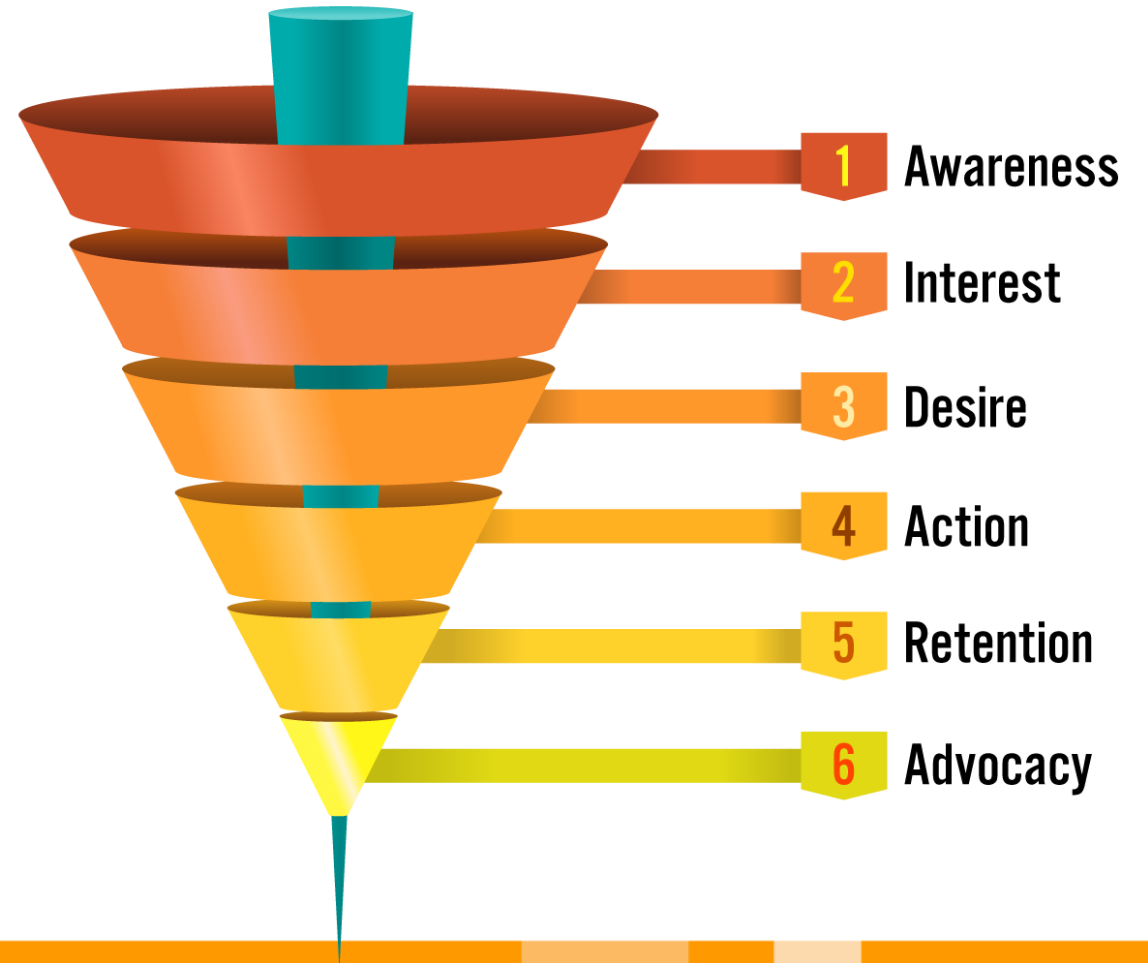 1 Awareness
2 Interest
3 Desire
4 Action
5 Retention
6 Advocacy